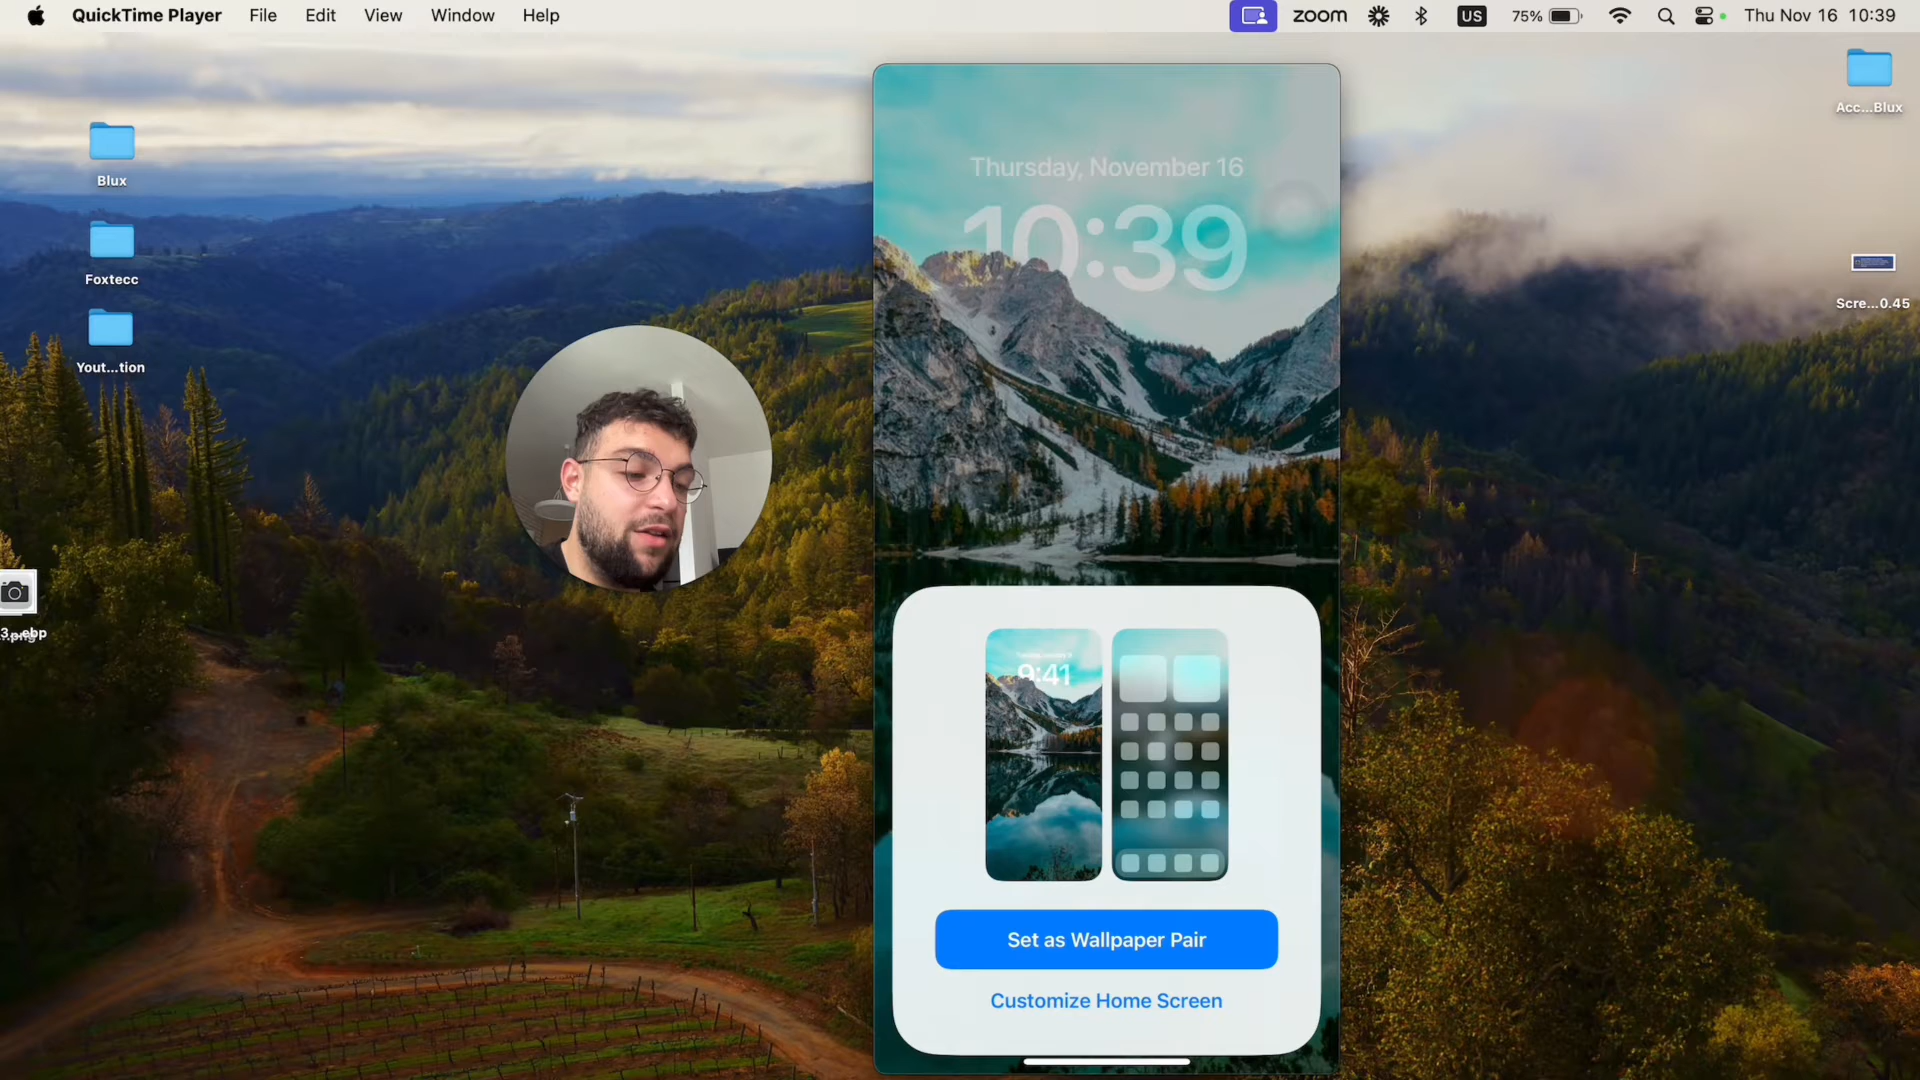 QuickTime Player File Edit View Window Help
zoom US 75% Thu Nov 16 10:39
Acc...Blux
Blux
Foxtecc
Yout...tion
Scre...0.45
Thursday, November 16
10:39
9:41
Set as Wallpaper Pair
Customize Home Screen